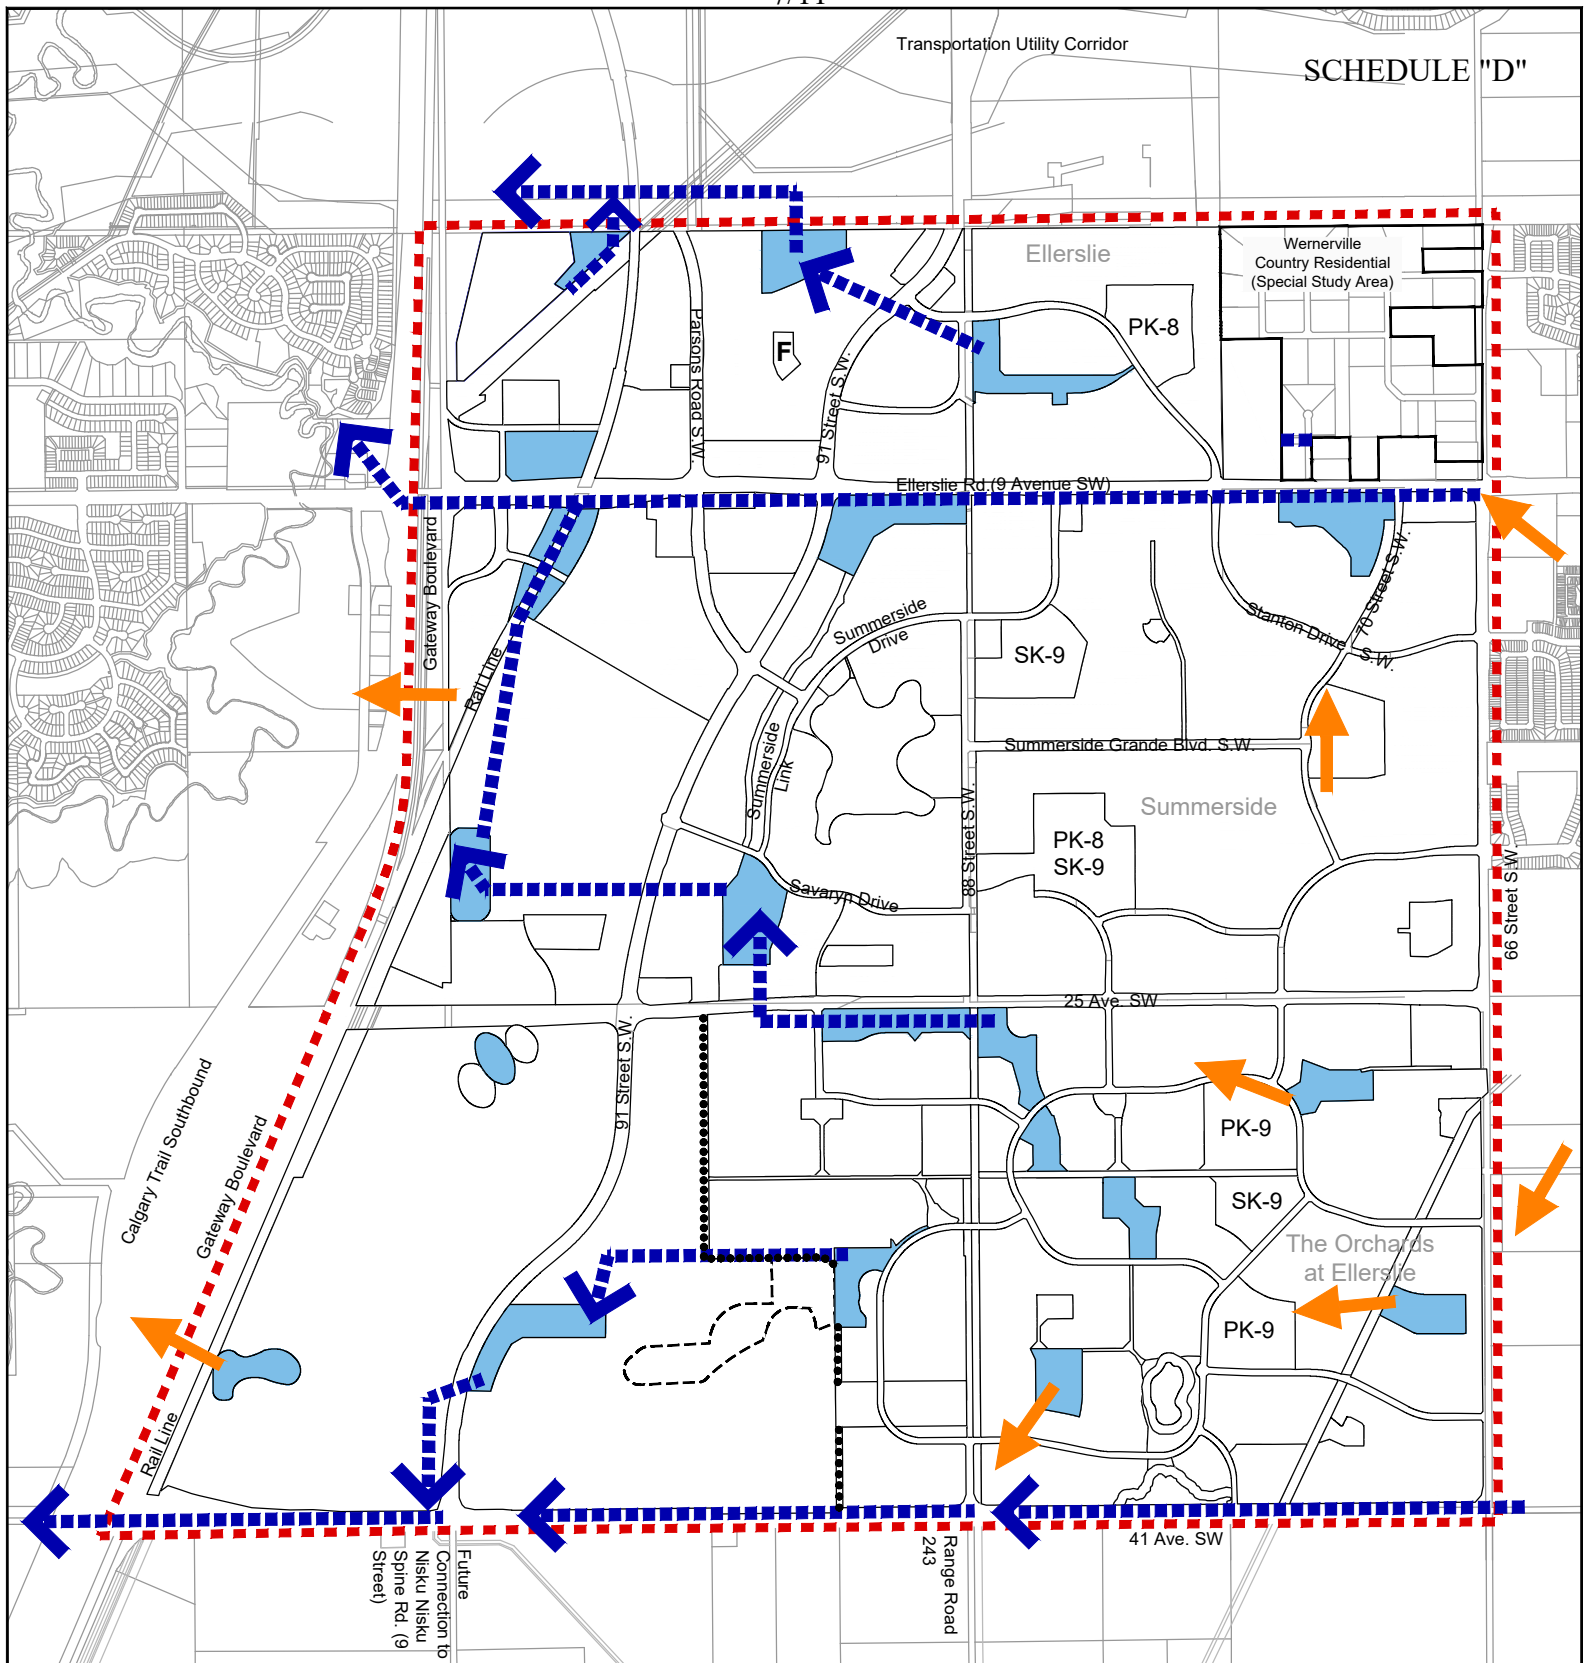 Transportation Utility Corridor
SCHEDULE "D"
Ellerslie
Wernerville
Country Residential
(Special Study Area)
PK-8
F
Parsons Road S.W
91 Street S.W.
Ellerslie Rd.(9 Avenue SW)
Gateway Boulevard
Rail Line
Summerside
Drive
SK-9
Stanton Drive S.W.
70 Street S.W.
Summerside
Link
Summerside Grande Blvd. S.W.
Summerside
88 Street S.W.
PK-8
SK-9
Savaryn Drive
66 Street S.W.
25 Ave. SW
91 Street S.W.
Calgary Trail Southbound
Gateway Boulevard
PK-9
SK-9
The Orchards
at Ellerslie
PK-9
Rail Line
41 Ave. SW
Future
Connection to
Nisku Nisku
Spine Rd. (9
Street)
Range Road
243